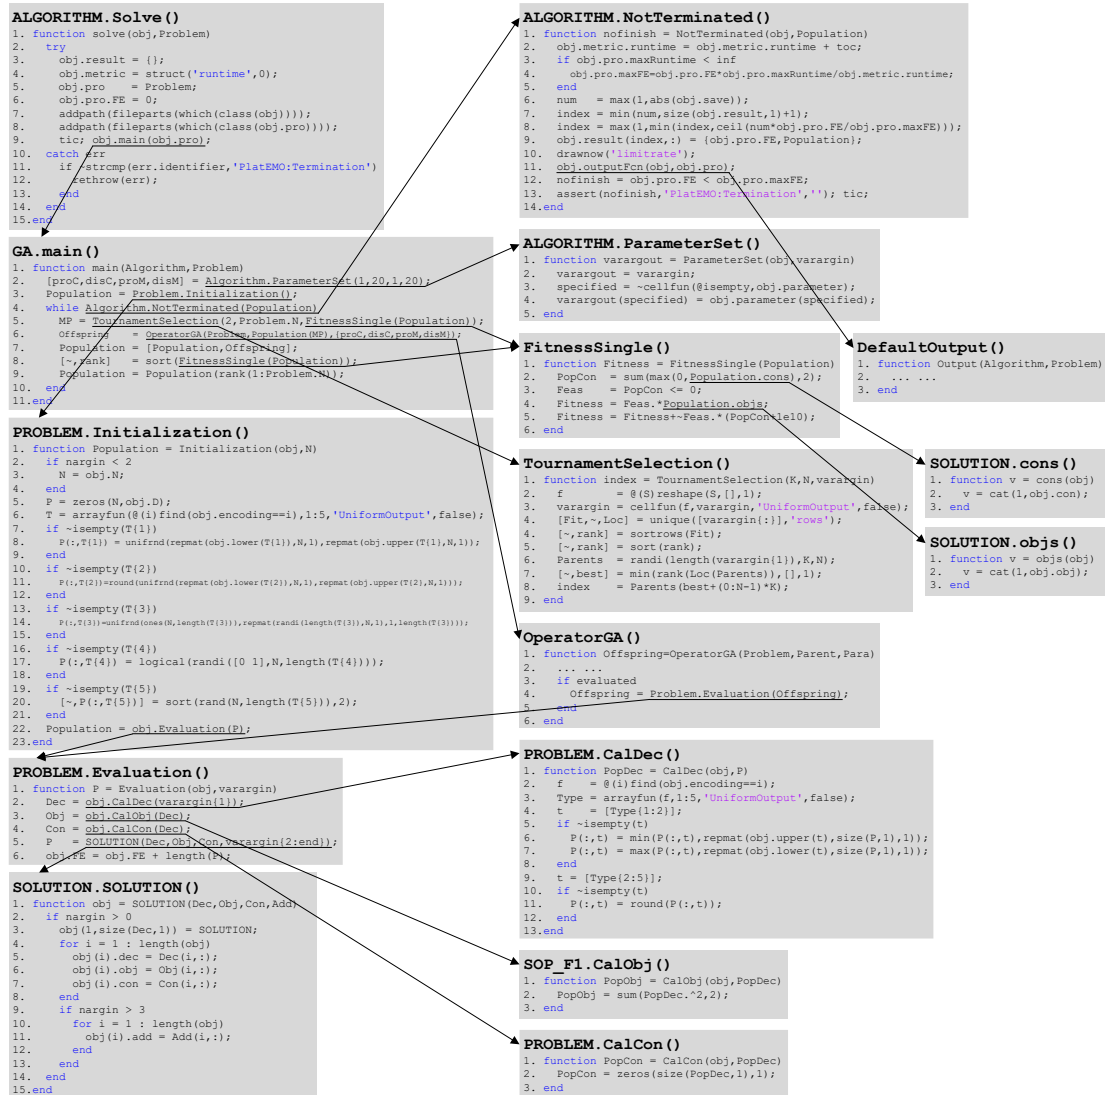 ALGORITHM.Solve()
1. function solve(obj,Problem)
2. try
3. obj.result = {};
4. obj.metric = struct('runtime',0);
5. obj.pro = Problem;
6. obj.pro.FE = 0;
7. addpath(fileparts(which(class(obj))));
8. addpath(fileparts(which(class(obj.pro))));
9. tic; obj.main(obj.pro);
10. catch err
11. if ~strcmp(err.identifier,'PlatEMO:Termination')
12. rethrow(err);
13. end
14. end
15.end
GA.main()
1. function main(Algorithm,Problem)
2. [proC,disC,proM,disM] = Algorithm.ParameterSet(1,20,1,20);
3. Population = Problem.Initialization();
4. while Algorithm.NotTerminated(Population)
5. MP = TournamentSelection(2,Problem.N,FitnessSingle(Population));
6. Offspring = OperatorGA(Problem,Population(MP),{proC,disC,proM,disM});
7. Population = [Population,Offspring];
8. [~,rank] = sort(FitnessSingle(Population));
9. Population = Population(rank(1:Problem.N));
10. end
11.end
PROBLEM.Initialization()
1. function Population = Initialization(obj,N)
2. if nargin < 2
3. N = obj.N;
4. end
5. P = zeros(N,obj.D);
6. T = arrayfun(@(i)find(obj.encoding==i),1:5,'UniformOutput',false);
7. if ~isempty(T{1})
8. P(:,T{1}) = unifrnd(repmat(obj.lower(T{1}),N,1),repmat(obj.upper(T{1},N,1));
9. end
10. if ~isempty(T{2})
11. P(:,T{2})=round(unifrnd(repmat(obj.lower(T{2}),N,1),repmat(obj.upper(T{2},N,1)));
12. end
13. if ~isempty(T{3})
14. P(:,T{3})=unifrnd(ones(N,length(T{3})),repmat(randi(length(T{3}),N,1),1,length(T{3})));
15. end
16. if ~isempty(T{4})
17. P(:,T{4}) = logical(randi([0 1],N,length(T{4})));
18. end
19. if ~isempty(T{5})
20. [~,P(:,T{5})] = sort(rand(N,length(T{5})),2);
21. end
22. Population = obj.Evaluation(P);
23.end
PROBLEM.Evaluation()
1. function P = Evaluation(obj,varargin)
2. Dec = obj.CalDec(varargin{1});
3. Obj = obj.CalObj(Dec);
4. Con = obj.CalCon(Dec);
5. P = SOLUTION(Dec,Obj,Con,varargin{2:end});
6. obj.FE = obj.FE + length(P);
SOLUTION.SOLUTION()
1. function obj = SOLUTION(Dec,Obj,Con,Add)
2. if nargin > 0
3. obj(1,size(Dec,1)) = SOLUTION;
4. for i = 1 : length(obj)
5. obj(i).dec = Dec(i,:);
6. obj(i).obj = Obj(i,:);
7. obj(i).con = Con(i,:);
8. end
9. if nargin > 3
10. for i = 1 : length(obj)
11. obj(i).add = Add(i,:);
12. end
13. end
14. end
15.end
ALGORITHM.NotTerminated()
1. function nofinish = NotTerminated(obj,Population)
2. obj.metric.runtime = obj.metric.runtime + toc;
3. if obj.pro.maxRuntime < inf
4. obj.pro.maxFE=obj.pro.FE*obj.pro.maxRuntime/obj.metric.runtime;
5. end
6. num = max(1,abs(obj.save));
7. index = min(num,size(obj.result,1)+1);
8. index = max(1,min(index,ceil(num*obj.pro.FE/obj.pro.maxFE)));
9. obj.result(index,:) = {obj.pro.FE,Population};
10. drawnow('limitrate');
11. obj.outputFcn(obj,obj.pro);
12. nofinish = obj.pro.FE < obj.pro.maxFE;
13. assert(nofinish,'PlatEMO:Termination',''); tic;
14.end
ALGORITHM.ParameterSet()
1. function varargout = ParameterSet(obj,varargin)
2. varargout = varargin;
3. specified = ~cellfun(@isempty,obj.parameter);
4. varargout(specified) = obj.parameter(specified);
5. end
FitnessSingle()
1. function Fitness = FitnessSingle(Population)
2. PopCon = sum(max(0,Population.cons),2);
3. Feas = PopCon <= 0;
4. Fitness = Feas.*Population.objs;
5. Fitness = Fitness+~Feas.*(PopCon+1e10);
6. end
DefaultOutput()
1. function Output(Algorithm,Problem)
2. ... ...
3. end
TournamentSelection()
1. function index = TournamentSelection(K,N,varargin)
2. f = @(S)reshape(S,[],1);
3. varargin = cellfun(f,varargin,'UniformOutput',false);
4. [Fit,~,Loc] = unique([varargin{:}],'rows');
4. [~,rank] = sortrows(Fit);
5. [~,rank] = sort(rank);
6. Parents = randi(length(varargin{1}),K,N);
7. [~,best] = min(rank(Loc(Parents)),[],1);
8. index = Parents(best+(0:N-1)*K);
9. end
SOLUTION.cons()
1. function v = cons(obj)
2. v = cat(1,obj.con);
3. end
SOLUTION.objs()
1. function v = objs(obj)
2. v = cat(1,obj.obj);
3. end
OperatorGA()
1. function Offspring=OperatorGA(Problem,Parent,Para)
2. ... ...
3. if evaluated
4. Offspring = Problem.Evaluation(Offspring);
5. end
6. end
PROBLEM.CalDec()
1. function PopDec = CalDec(obj,P)
2. f = @(i)find(obj.encoding==i);
3. Type = arrayfun(f,1:5,'UniformOutput',false);
4. t = [Type{1:2}];
5. if ~isempty(t)
6. P(:,t) = min(P(:,t),repmat(obj.upper(t),size(P,1),1));
7. P(:,t) = max(P(:,t),repmat(obj.lower(t),size(P,1),1));
8. end
9. t = [Type{2:5}];
10. if ~isempty(t)
11. P(:,t) = round(P(:,t));
12. end
13.end
SOP_F1.CalObj()
1. function PopObj = CalObj(obj,PopDec)
2. PopObj = sum(PopDec.^2,2);
3. end
PROBLEM.CalCon()
1. function PopCon = CalCon(obj,PopDec)
2. PopCon = zeros(size(PopDec,1),1);
3. end